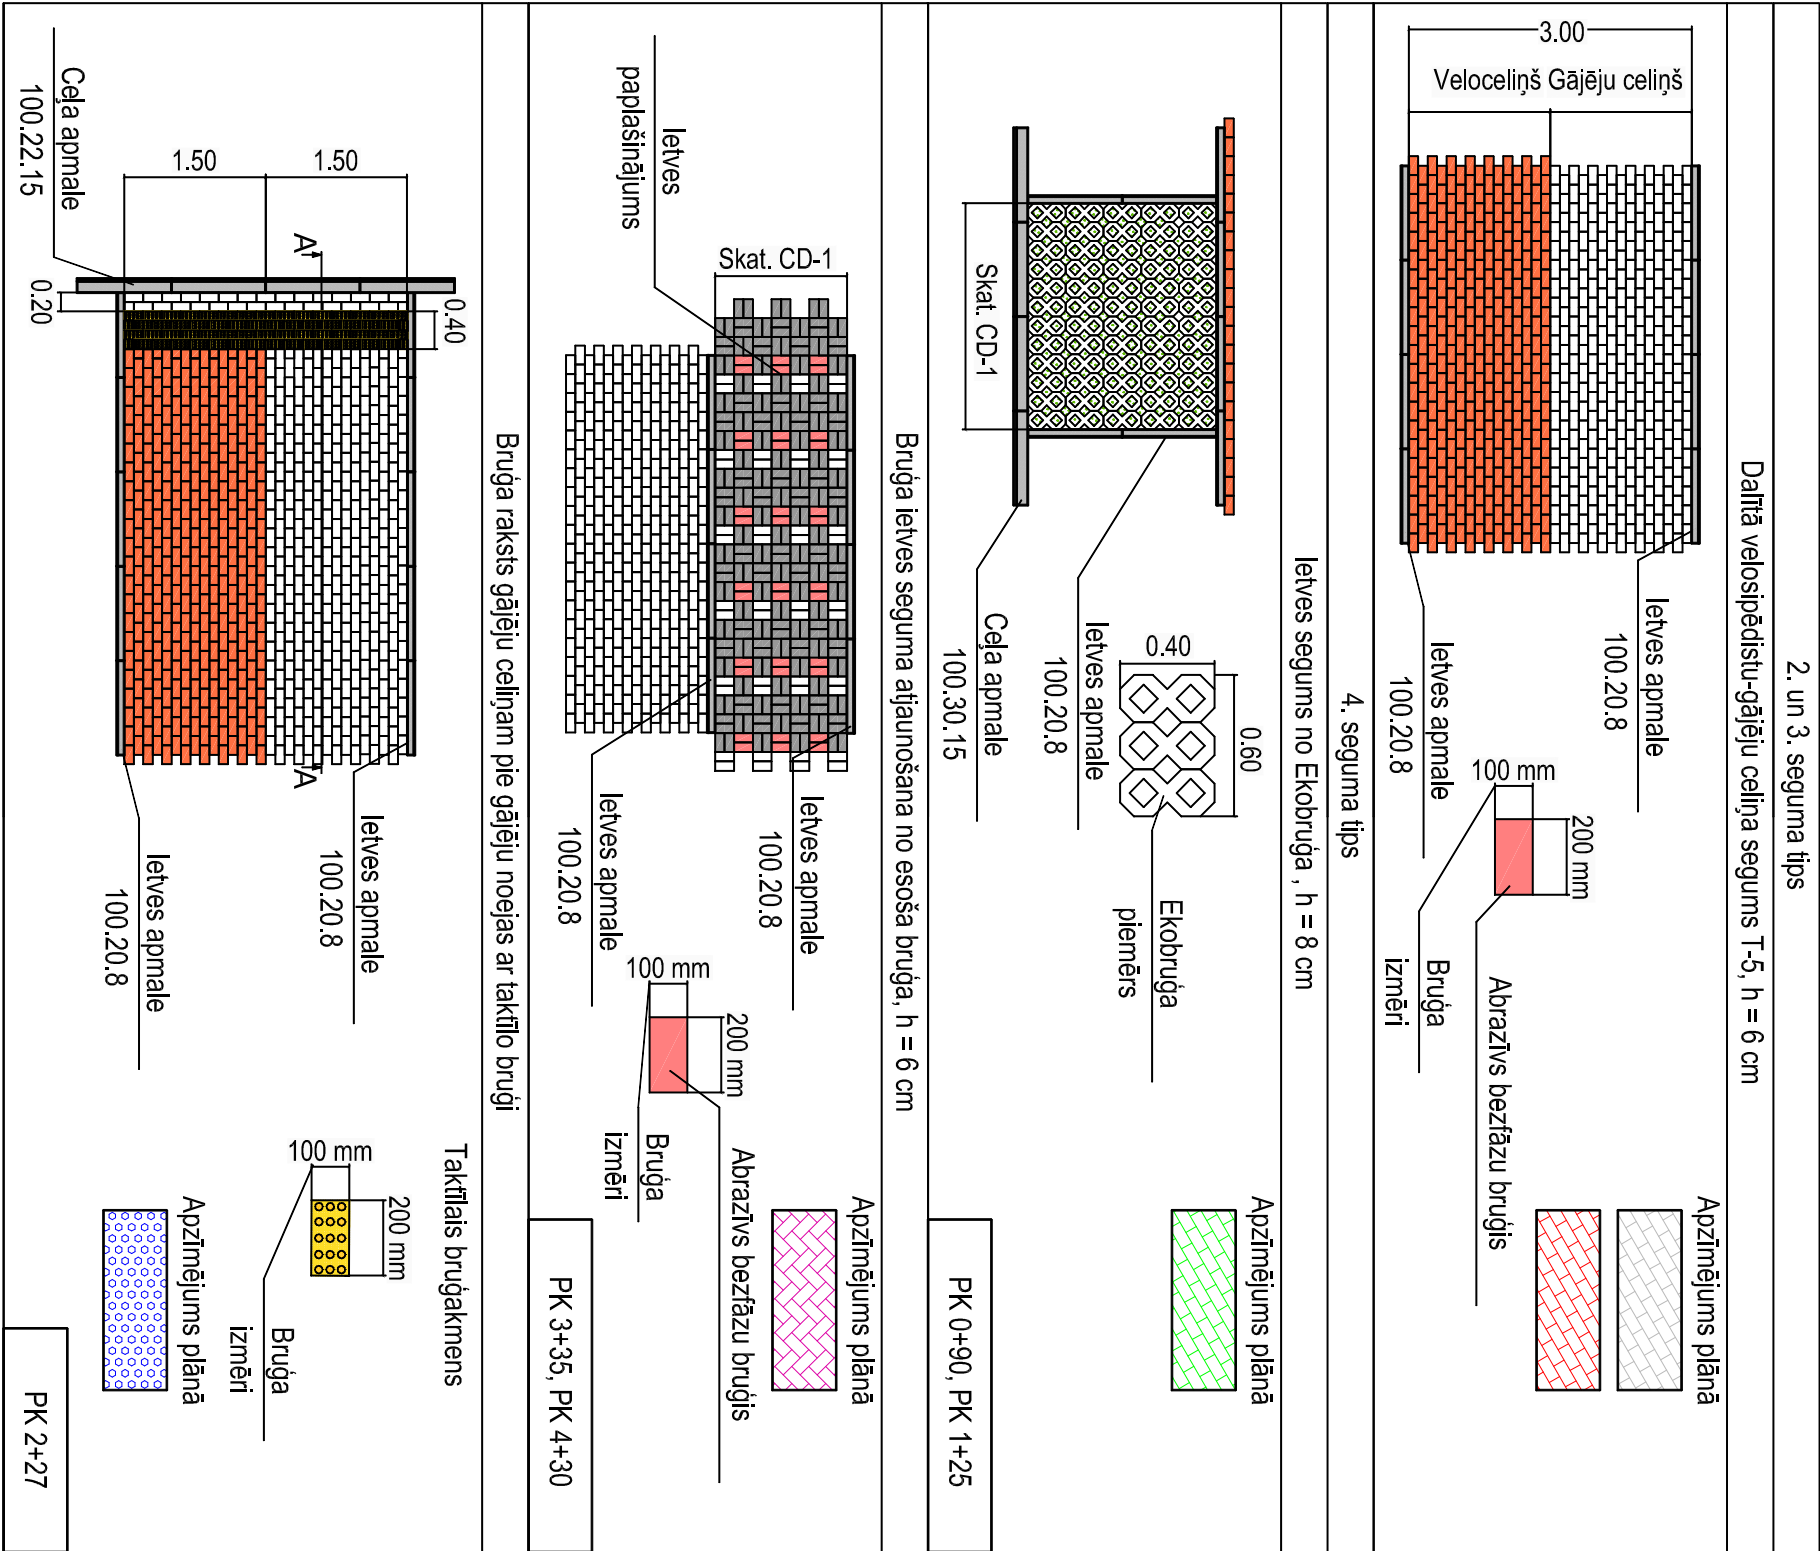 2. un 3. seguma tips
Dalītā velosipēdistu-gājēju celiņa segums T-5, h = 6 cm
3.00
Veloceliņš Gājēju celiņš
Ietves apmale
100.20.8
Ietves apmale
100.20.8
100 mm
200 mm
Abrazīvs bezfāzu bruģis
Bruģa
izmēri
Apzīmējums plānā
4. seguma tips
Ietves segums no Ekobruģa , h = 8 cm
Skat. CD-1
Ietves apmale
100.20.8
Ceļa apmale
100.30.15
0.40
0.60
Ekobruģa
piemērs
Apzīmējums plānā
PK 0+90, PK 1+25
Bruģa ietves seguma atjaunošana no esoša bruģa, h = 6 cm
Ietves
paplašinājums
Skat. CD-1
Ietves apmale
100.20.8
Ietves apmale
100.20.8
100 mm
200 mm
Abrazīvs bezfāzu bruģis
Bruģa
izmēri
Apzīmējums plānā
PK 3+35, PK 4+30
Bruģa raksts gājēju celiņam pie gājēju noejas ar taktīlo bruģi
Ceļa apmale
100.22.15
1.50
1.50
A
A
0.20
0.40
Ietves apmale
100.20.8
Ietves apmale
100.20.8
Taktīlais bruģakmens
100 mm
200 mm
Bruģa
izmēri
Apzīmējums plānā
PK 2+27